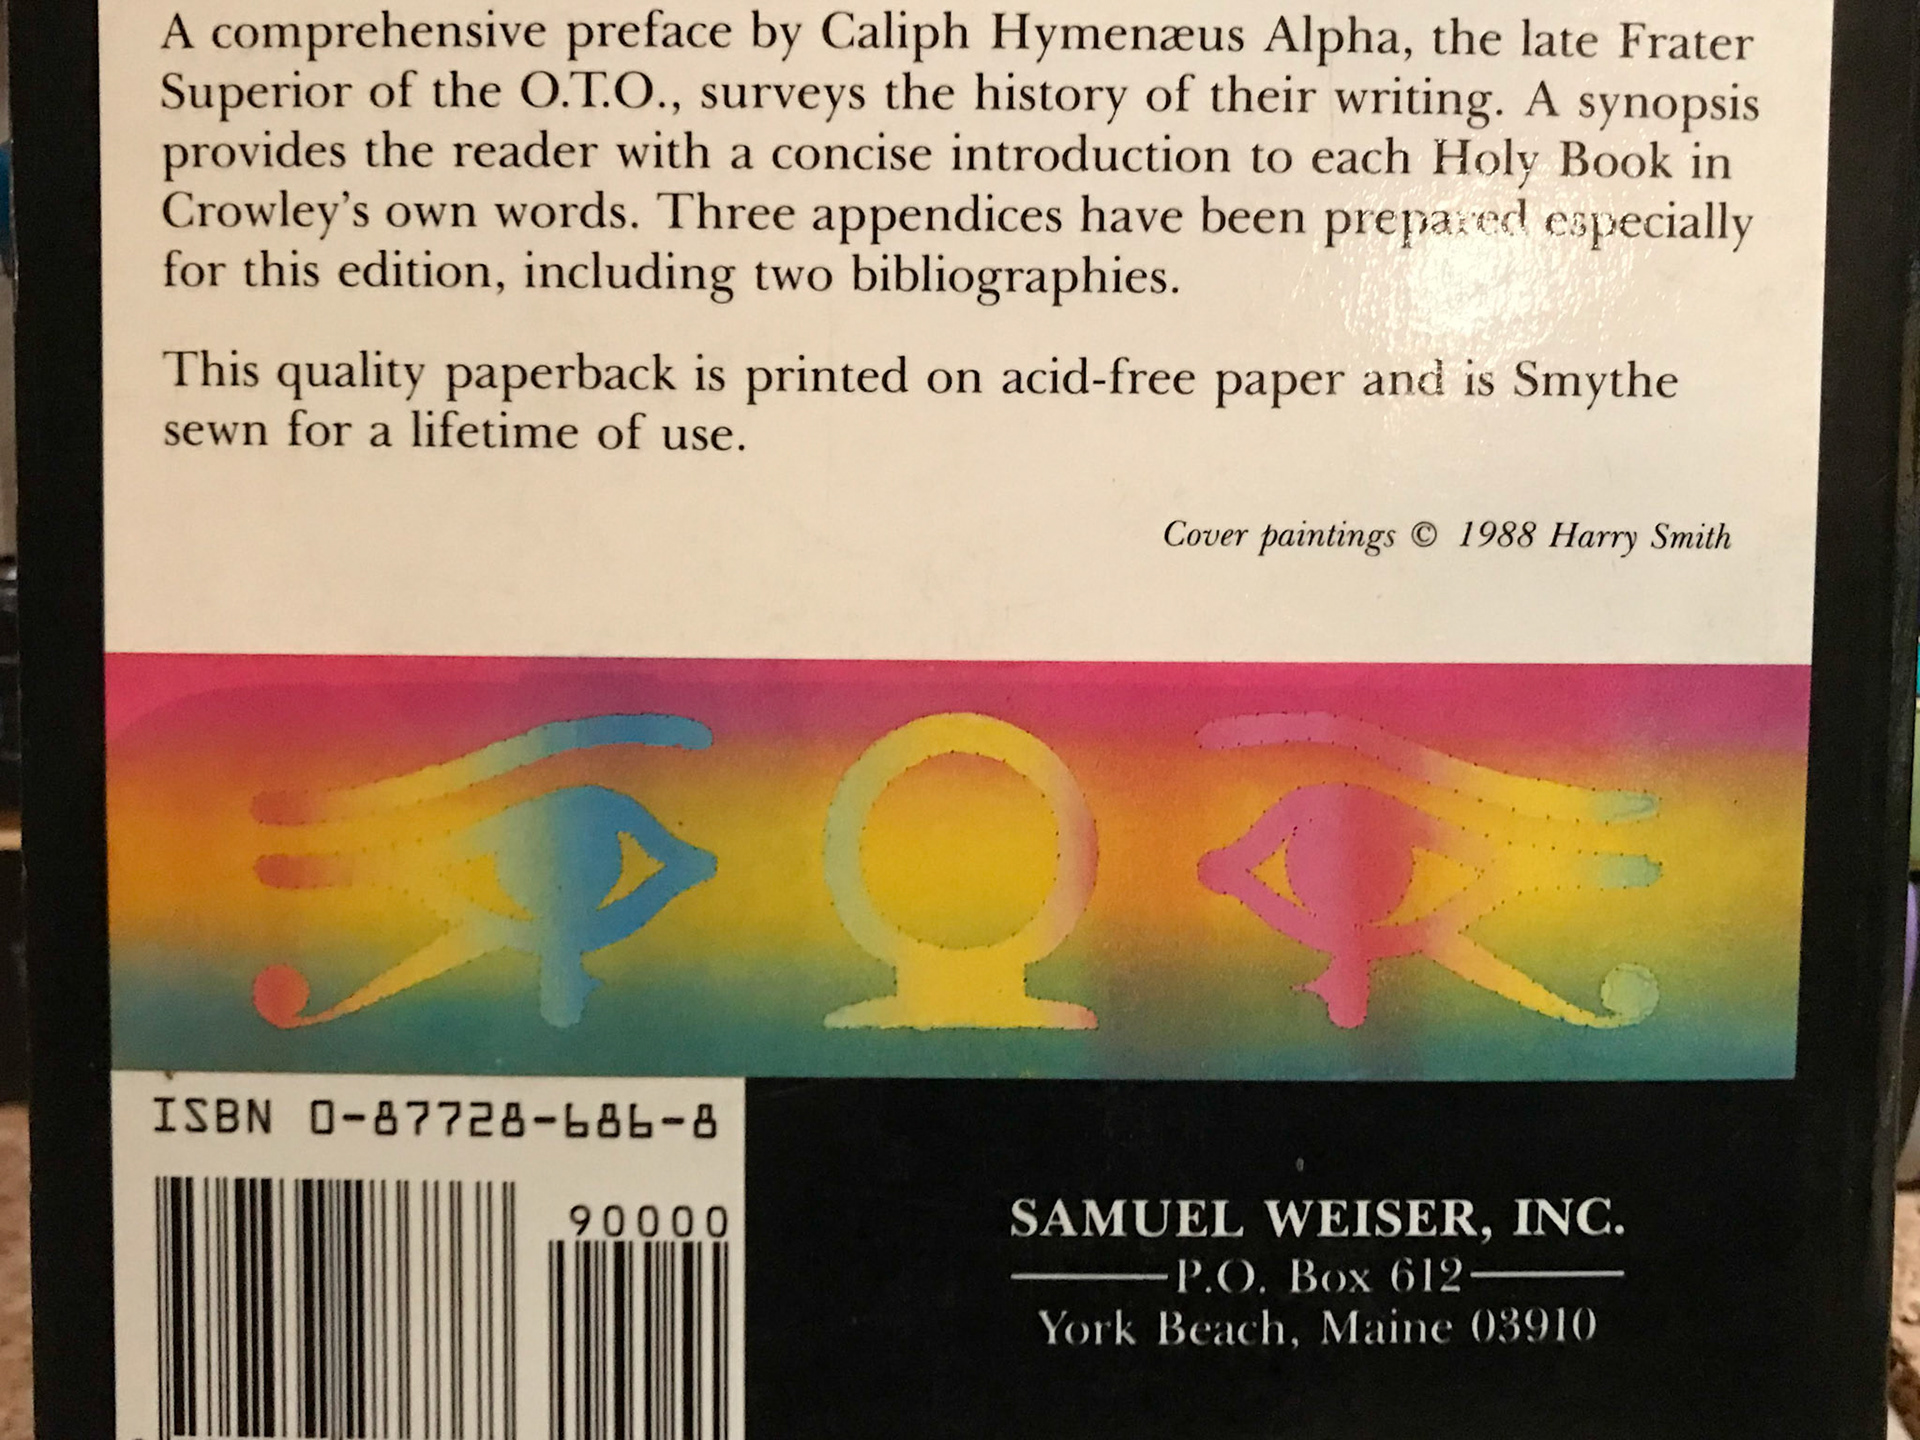 A comprehensive preface by Caliph Hymenæus Alpha, the late Frater
Superior of the O.T.O., surveys the history of their writing. A synopsis
provides the reader with a concise introduction to each Holy Book in
Crowley's own words. Three appendices have been prepared especially
for this edition, including two bibliographies.
This quality paperback is printed on acid-free paper and is Smythe
sewn for a lifetime of use.
Cover paintings © 1988 Harry Smith
ISBN 0-87728-686-8
90000
SAMUEL WEISER, INC.
P.O. Box 612
York Beach, Maine 03910